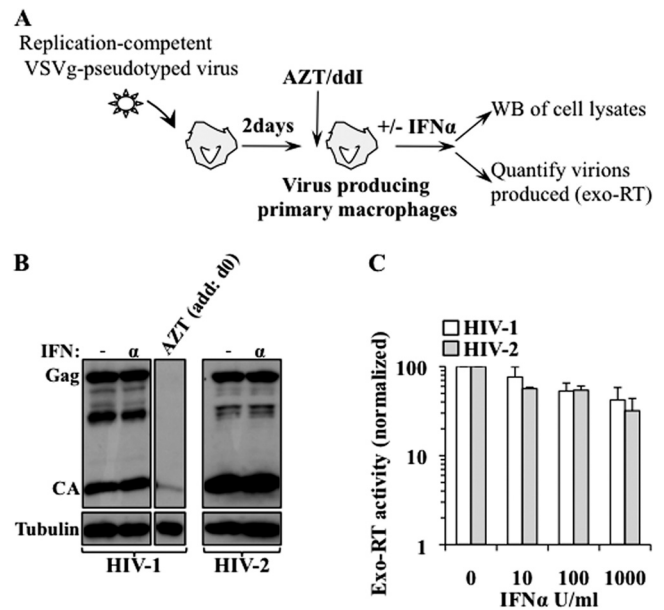 A
Replication-competent
VSVg-pseudotyped virus
AZT/ddI
2days
+/- IFNα
WB of cell lysates
Quantify virions
produced (exo-RT)
Virus producing
primary macrophages
B
AZT (add: d0)
IFN: - α - α
Gag
CA
Tubulin
HIV-1 HIV-2
C
HIV-1
HIV-2
Exo-RT activity (normalized)
100
10
1
0 10 100 1000
IFNα U/ml